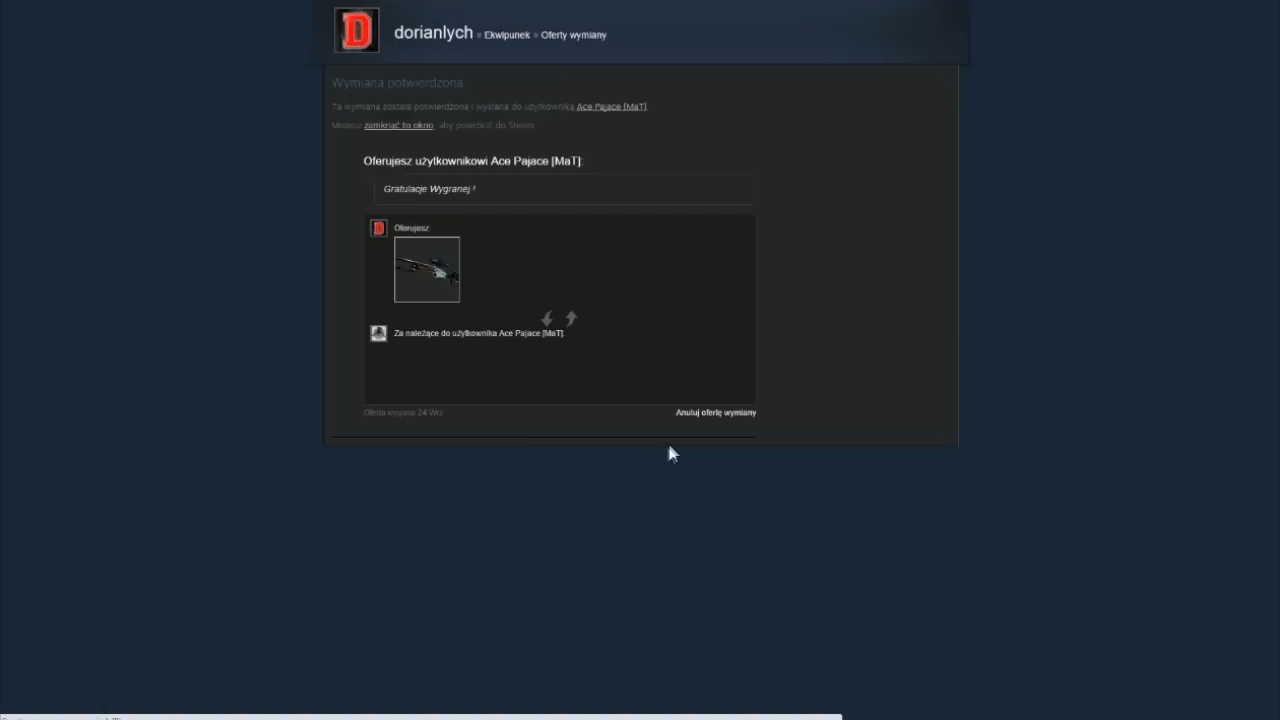 D
dorianlych » Ekwipunek » Oferty wymiany
Wymiana potwierdzona
Ta wymiana została potwierdzona i wysłana do użytkownika Ace Pajace [MaT].
Możesz zamknąć to okno, aby powrócić do Steam.
Oferujesz użytkownikowi Ace Pajace [MaT]:
Gratulacje Wygranej !
D
Oferujesz:
Za należące do użytkownika Ace Pajace [MaT]:
Oferta wygasa 24 Wrz
Anuluj ofertę wymiany